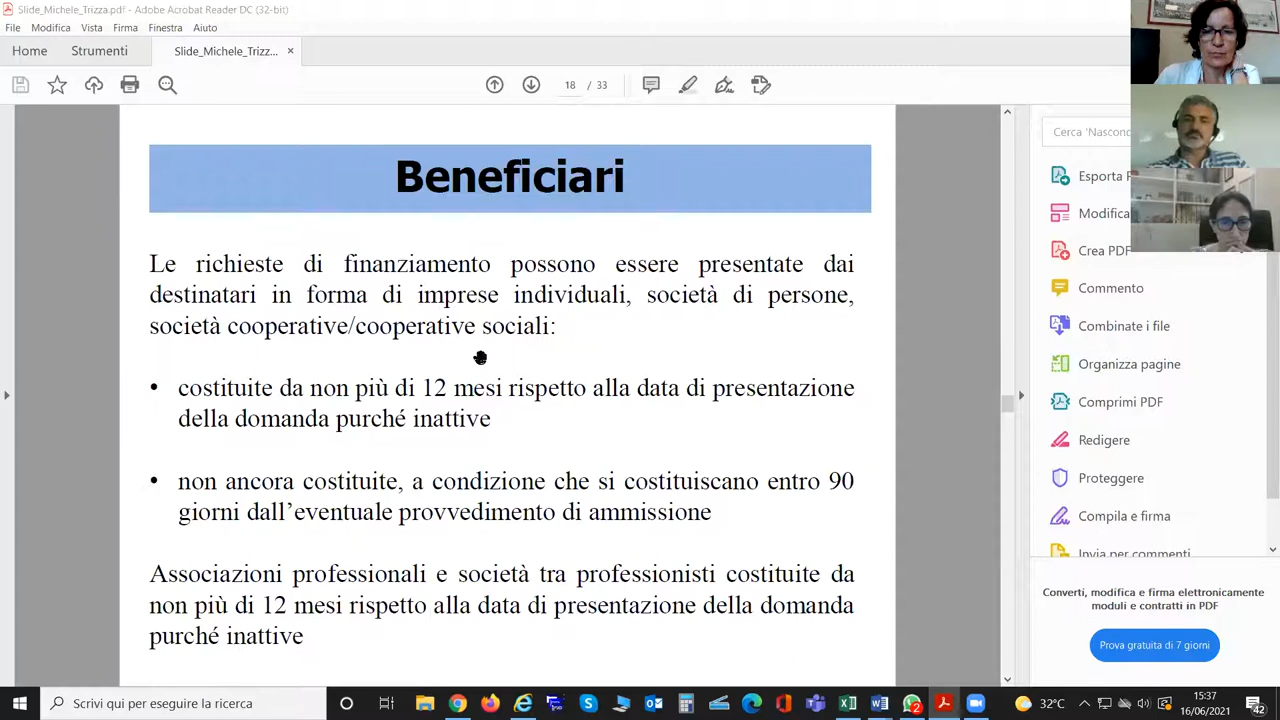 Slide_Michele_Trizza.pdf - Adobe Acrobat Reader DC (32-bit)
File Modifica Vista Firma Finestra Aiuto
Home Strumenti Slide_Michele_Trizz... ×
18 / 33
Cerca 'Nascond
Beneficiari
Le richieste di finanziamento possono essere presentate dai
destinatari in forma di imprese individuali, società di persone,
società cooperative/cooperative sociali:
• costituite da non più di 12 mesi rispetto alla data di presentazione
della domanda purché inattive
• non ancora costituite, a condizione che si costituiscano entro 90
giorni dall’eventuale provvedimento di ammissione
Associazioni professionali e società tra professionisti costituite da
non più di 12 mesi rispetto alla data di presentazione della domanda
purché inattive
Esporta
Modifica
Crea PDF
Commento
Combinate i file
Organizza pagine
Comprimi PDF
Redigere
Proteggere
Compila e firma
Invia per commenti
Converti, modifica e firma elettronicamente
moduli e contratti in PDF
Prova gratuita di 7 giorni
Scrivi qui per eseguire la ricerca
2
32°C
15:37
16/06/2021
42